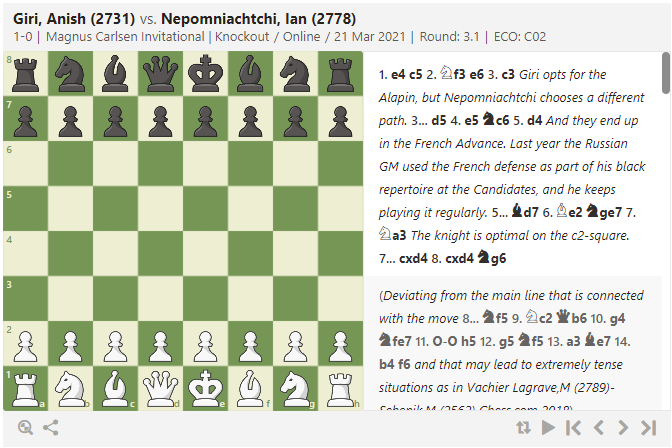 Giri, Anish (2731) vs. Nepomniachtchi, Ian (2778)
1-0 | Magnus Carlsen Invitational | Knockout / Online / 21 Mar 2021 | Round: 3.1 | ECO: C02
8
7
6
5
4
3
2
1
a b c d e f g h
1. e4 c5 2. ♘f3 e6 3. c3 Giri opts for the
Alapin, but Nepomniachtchi chooses a different
path. 3... d5 4. e5 ♞c6 5. d4 And they end up
in the French Advance. Last year the Russian
GM used the French defense as part of his black
repertoire at the Candidates, and he keeps
playing it regularly. 5... ♝d7 6. ♗e2 ♞ge7 7.
♘a3 The knight is optimal on the c2-square.
7... cxd4 8. cxd4 ♞g6
(Deviating from the main line that is connected
with the move 8... ♞f5 9. ♘c2 ♛b6 10. g4
♞fe7 11. O-O h5 12. g5 ♞f5 13. a3 ♝e7 14.
b4 f6 and that may lead to extremely tense
situations as in Vachier Lagrave,M (2789)-